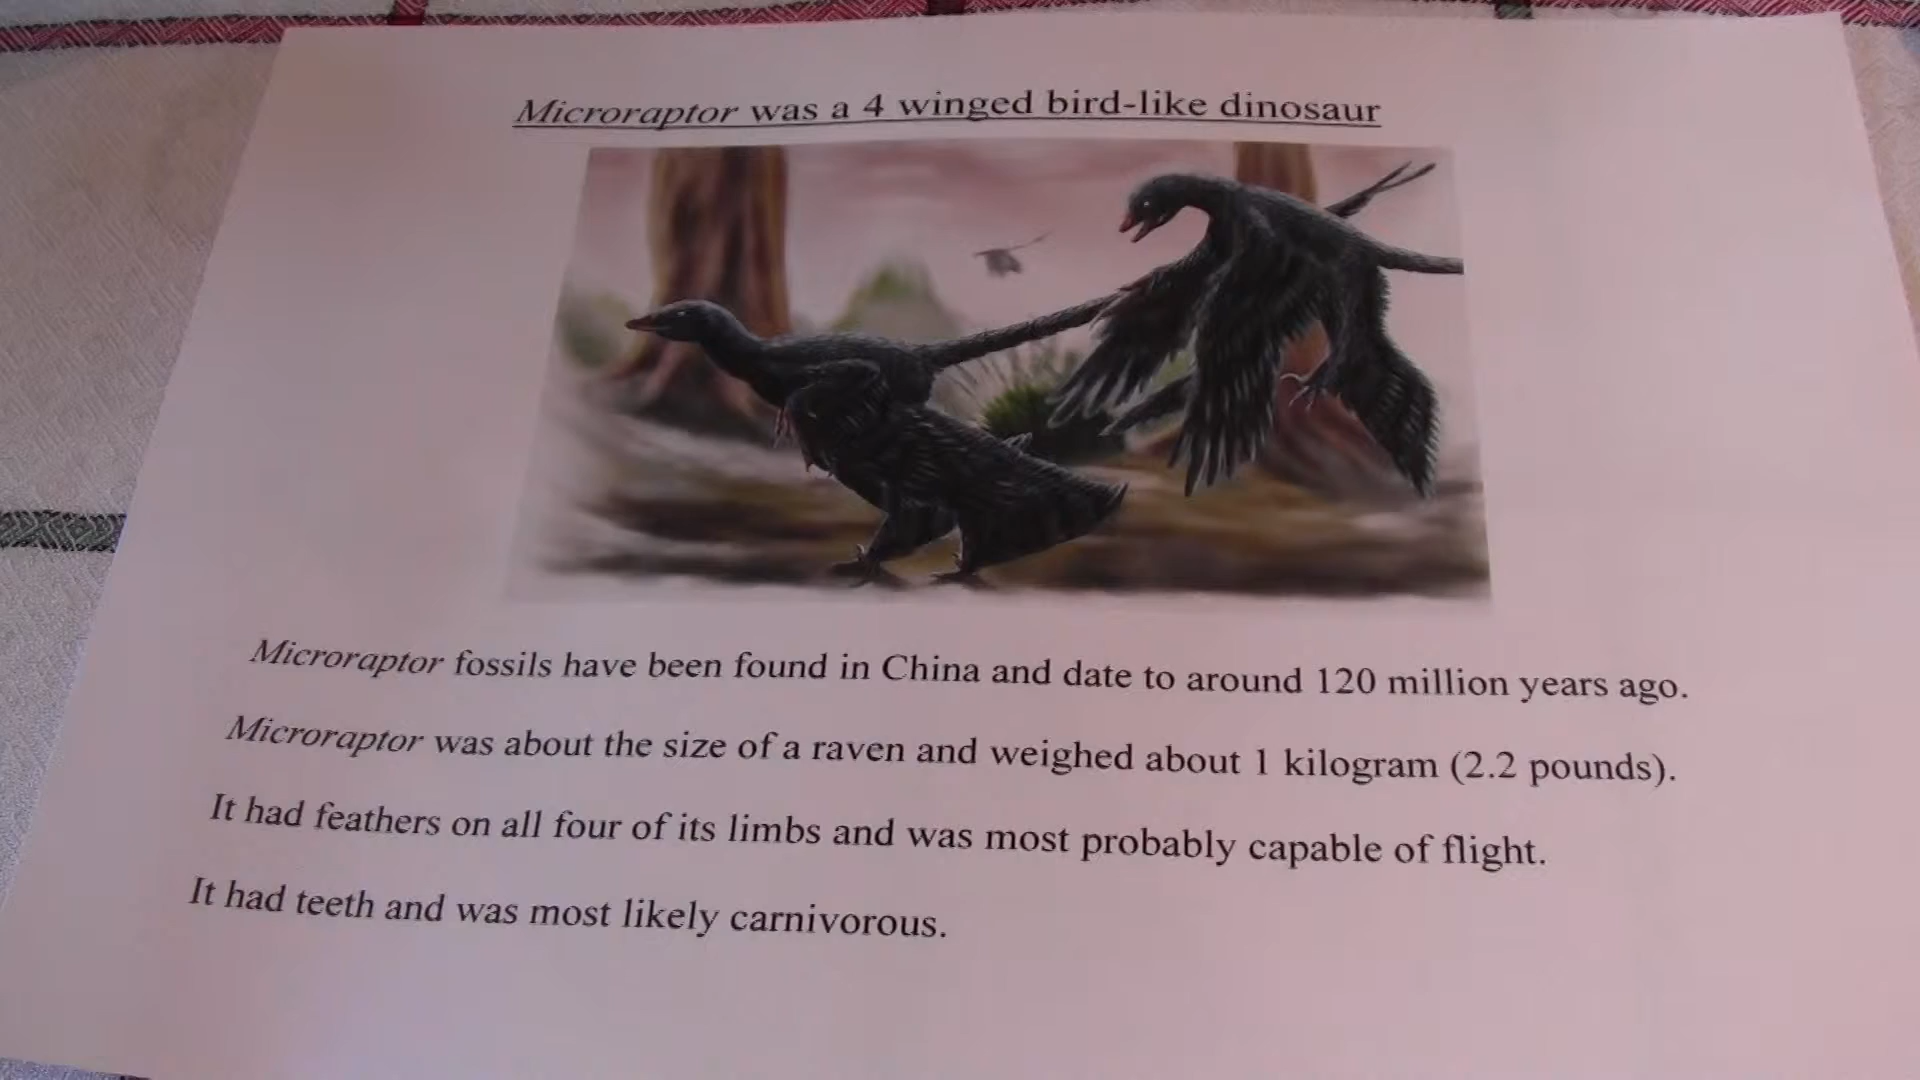 Microraptor was a 4 winged bird-like dinosaur
Microraptor fossils have been found in China and date to around 120 million years ago.
Microraptor was about the size of a raven and weighed about 1 kilogram (2.2 pounds).
It had feathers on all four of its limbs and was most probably capable of flight.
It had teeth and was most likely carnivorous.